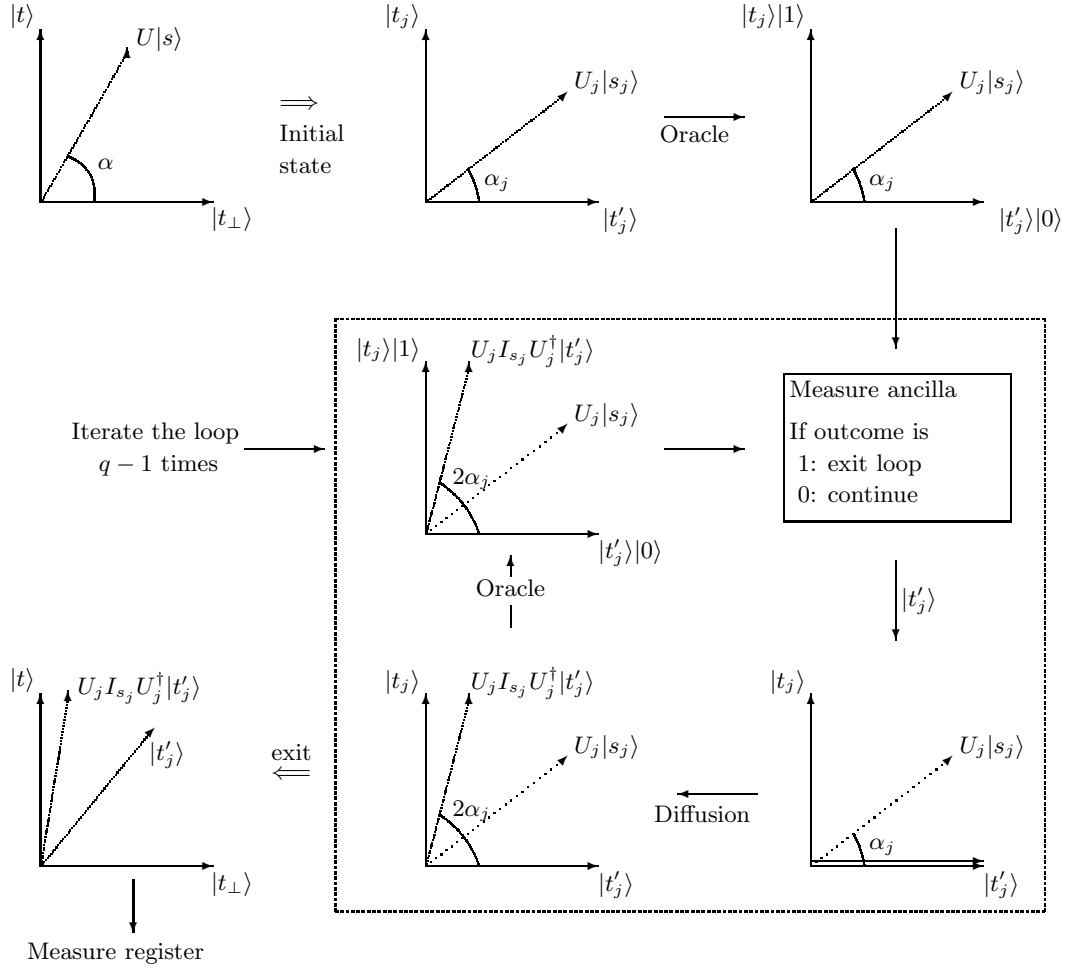 |t⟩
U|s⟩
α
|t⊥⟩
⟹
Initial
state
|t_j⟩
U_j|s_j⟩
α_j
|t′_j⟩
Oracle
|t_j⟩|1⟩
U_j|s_j⟩
α_j
|t′_j⟩|0⟩
Iterate the loop
q − 1 times
|t_j⟩|1⟩
U_j I_{s_j} U_j^†|t′_j⟩
U_j|s_j⟩
2α_j
|t′_j⟩|0⟩
Measure ancilla
If outcome is
1: exit loop
0: continue
Oracle
|t′_j⟩
|t⟩
U_j I_{s_j} U_j^†|t′_j⟩
|t′_j⟩
|t⊥⟩
exit
⟸
|t_j⟩
U_j I_{s_j} U_j^†|t′_j⟩
U_j|s_j⟩
2α_j
|t′_j⟩
Diffusion
|t_j⟩
U_j|s_j⟩
α_j
|t′_j⟩
Measure register